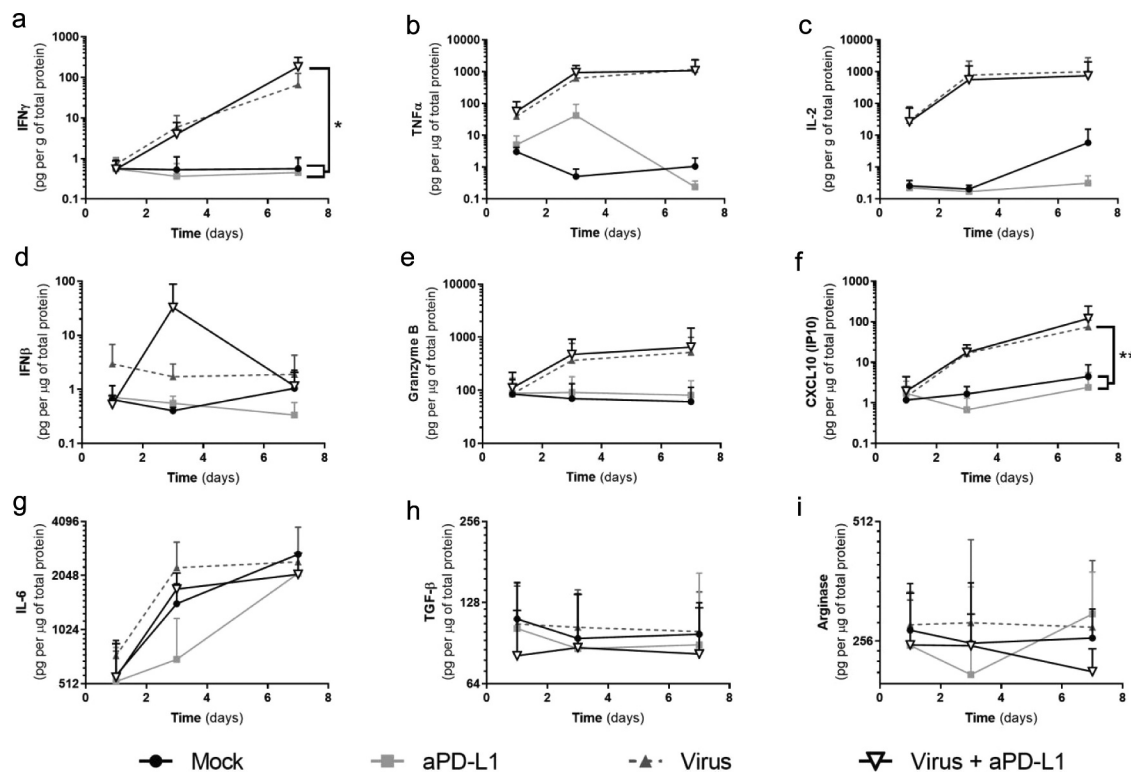 a
IFNγ
(pg per g of total protein)
1000
100
10
1
0.1
0 2 4 6 8
Time (days)
*
b
TNFα
(pg per µg of total protein)
10000
1000
100
10
1
0.1
0 2 4 6 8
Time (days)
c
IL-2
(pg per g of total protein)
10000
1000
100
10
1
0.1
0 2 4 6 8
Time (days)
d
IFNβ
(pg per µg of total protein)
100
10
1
0.1
0 2 4 6 8
Time (days)
e
Granzyme B
(pg per µg of total protein)
10000
1000
100
10
0 2 4 6 8
Time (days)
f
CXCL10 (IP10)
(pg per µg of total protein)
1000
100
10
1
0.1
0 2 4 6 8
Time (days)
**
g
IL-6
(pg per µg of total protein)
4096
2048
1024
512
0 2 4 6 8
Time (days)
h
TGF-β
(pg per µg of total protein)
256
128
64
0 2 4 6 8
Time (days)
i
Arginase
(pg per µg of total protein)
512
256
0 2 4 6 8
Time (days)
Mock aPD-L1 Virus Virus + aPD-L1